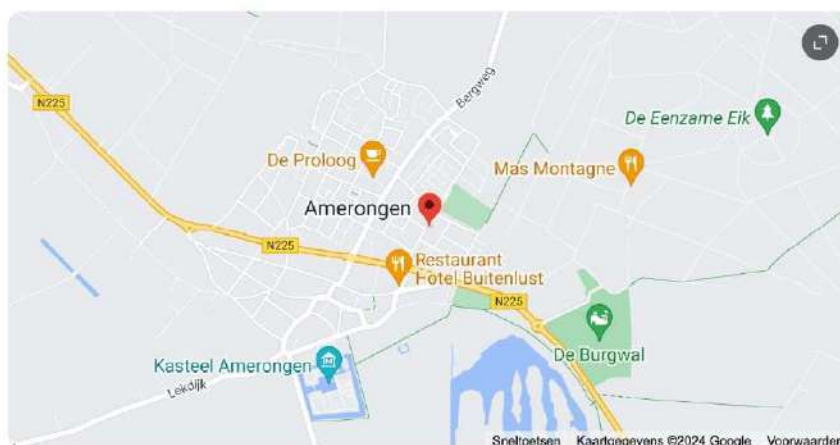 Bergweg
N225
De Eenzame Eik
De Proloog
Mas Montagne
Amerongen
N225
Restaurant
Hotel Buitenlust
N225
De Burgwal
Kasteel Amerongen
Lekdijk
Sneltoetsen Kaartgegevens ©2024 Google Voorwaarden